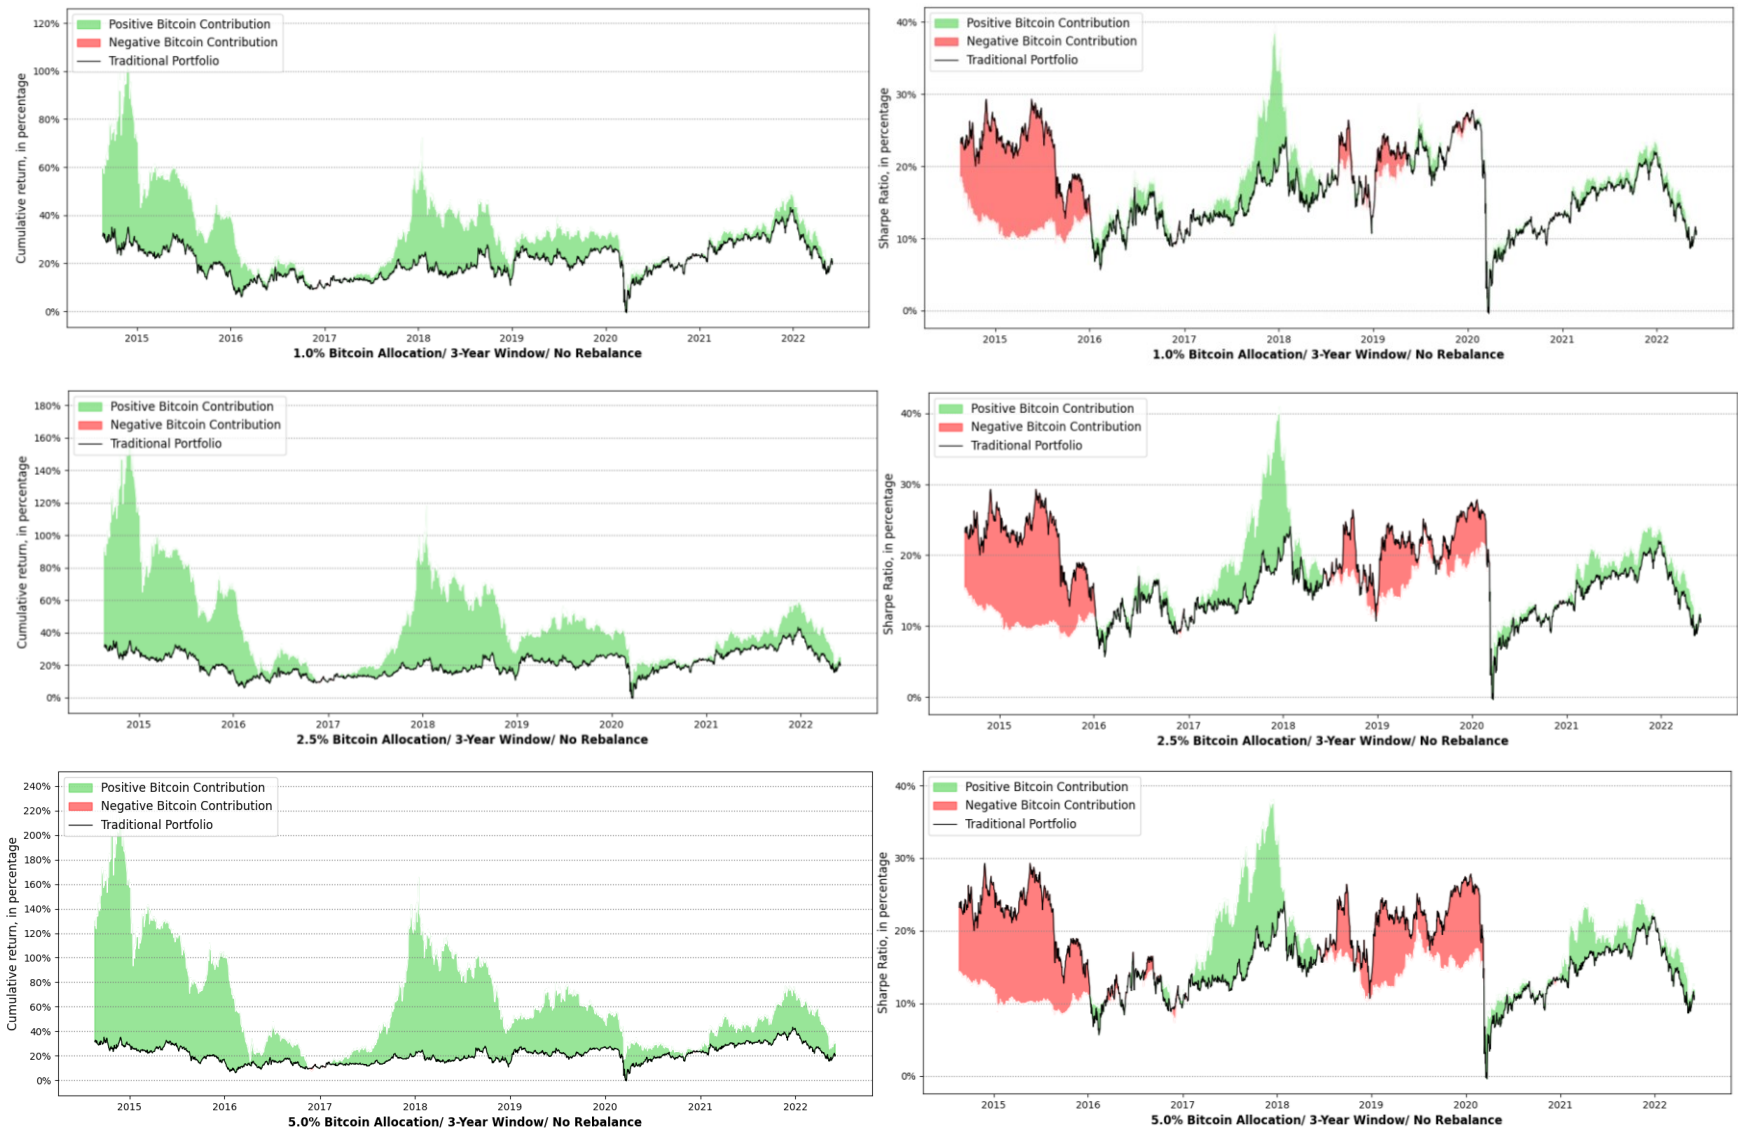 Cumulative return, in percentage
120%
100%
80%
60%
40%
20%
0%
Positive Bitcoin Contribution
Negative Bitcoin Contribution
Traditional Portfolio
2015 2016 2017 2018 2019 2020 2021 2022
1.0% Bitcoin Allocation/ 3-Year Window/ No Rebalance
Sharpe Ratio, in percentage
40%
30%
20%
10%
0%
Positive Bitcoin Contribution
Negative Bitcoin Contribution
Traditional Portfolio
2015 2016 2017 2018 2019 2020 2021 2022
1.0% Bitcoin Allocation/ 3-Year Window/ No Rebalance
Cumulative return, in percentage
180%
160%
140%
120%
100%
80%
60%
40%
20%
0%
Positive Bitcoin Contribution
Negative Bitcoin Contribution
Traditional Portfolio
2015 2016 2017 2018 2019 2020 2021 2022
2.5% Bitcoin Allocation/ 3-Year Window/ No Rebalance
Sharpe Ratio, in percentage
40%
30%
20%
10%
0%
Positive Bitcoin Contribution
Negative Bitcoin Contribution
Traditional Portfolio
2015 2016 2017 2018 2019 2020 2021 2022
2.5% Bitcoin Allocation/ 3-Year Window/ No Rebalance
Cumulative return, in percentage
240%
220%
200%
180%
160%
140%
120%
100%
80%
60%
40%
20%
0%
Positive Bitcoin Contribution
Negative Bitcoin Contribution
Traditional Portfolio
2015 2016 2017 2018 2019 2020 2021 2022
5.0% Bitcoin Allocation/ 3-Year Window/ No Rebalance
Sharpe Ratio, in percentage
40%
30%
20%
10%
0%
Positive Bitcoin Contribution
Negative Bitcoin Contribution
Traditional Portfolio
2015 2016 2017 2018 2019 2020 2021 2022
5.0% Bitcoin Allocation/ 3-Year Window/ No Rebalance